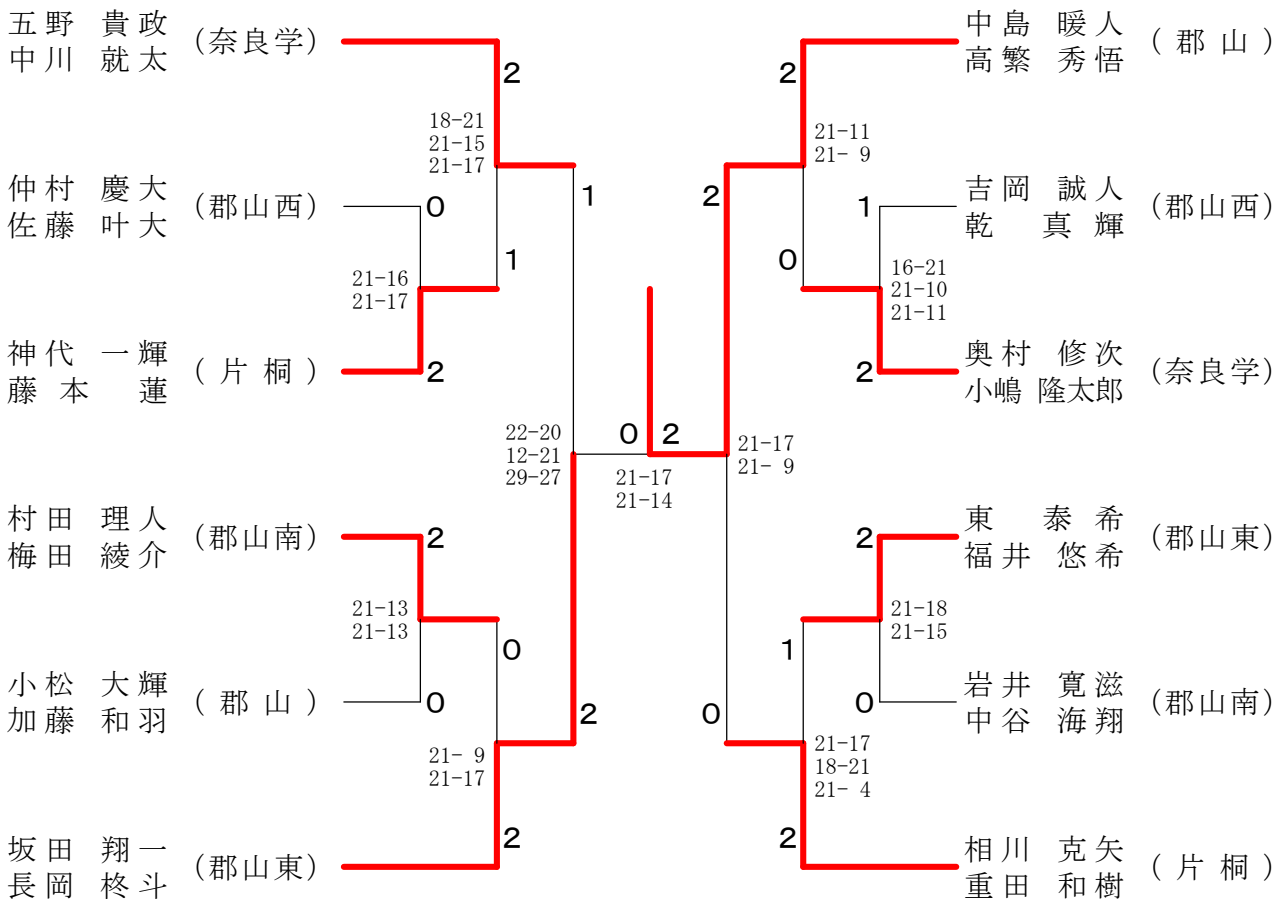 五野 貴政
中川 就太
(奈良学)
2
18-21
21-15
21-17
仲村 慶大
佐藤 叶大
(郡山西)
0
1
21-16
21-17
神代 一輝
藤本 蓮
(片桐)
2
1
22-20
12-21
29-27
村田 理人
梅田 綾介
(郡山南)
2
21-13
21-13
0
小松 大輝
加藤 和羽
(郡山)
0
2
21- 9
21-17
坂田 翔一
長岡 柊斗
(郡山東)
2
0
2
21-17
21-14
中島 暖人
高繁 秀悟
(郡山)
2
21-11
21- 9
2
吉岡 誠人
乾 真輝
(郡山西)
1
0
16-21
21-10
21-11
奥村 修次
小嶋 隆太郎
(奈良学)
2
21-17
21- 9
東 泰希
福井 悠希
(郡山東)
2
21-18
21-15
1
岩井 寛滋
中谷 海翔
(郡山南)
0
0
21-17
18-21
21- 4
相川 克矢
重田 和樹
(片桐)
2